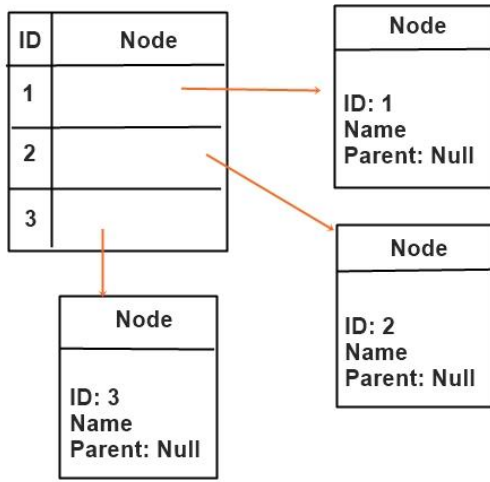 ID Node
1
2
3
Node
ID: 1
Name
Parent: Null
Node
ID: 2
Name
Parent: Null
Node
ID: 3
Name
Parent: Null